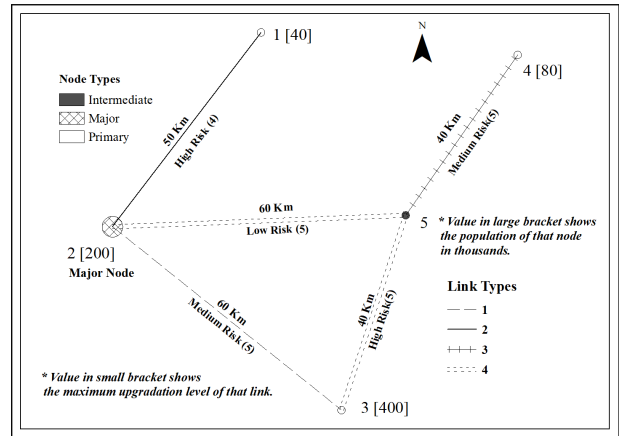 1 [40]
N
4 [80]
Node Types
Intermediate
Major
Primary
50 Km
High Risk (4)
40 Km
Medium Risk(5)
60 Km
Low Risk (5)
5
* Value in large bracket shows
the population of that node
in thousands.
2 [200]
Major Node
60 Km
Medium Risk(5)
40 Km
High Risk(5)
Link Types
1
2
3
4
* Value in small bracket shows
the maximum upgradation level of that link.
3 [400]